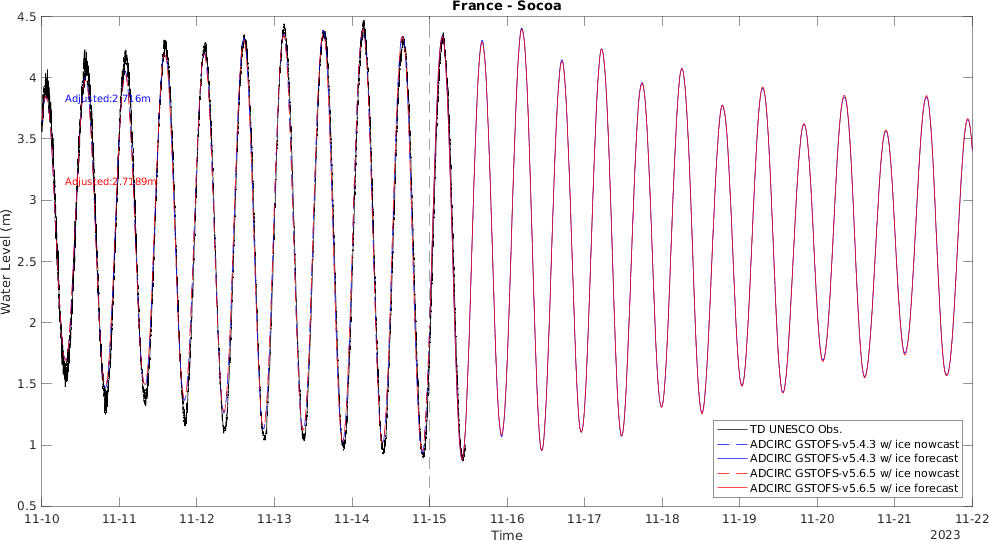 France - Socoa
4.5
4
3.5
3
2.5
2
1.5
1
0.5
Water Level (m)
Adjusted:2.716m
Adjusted:2.7189m
TD UNESCO Obs.
ADCIRC GSTOFS-v5.4.3 w/ ice nowcast
ADCIRC GSTOFS-v5.4.3 w/ ice forecast
ADCIRC GSTOFS-v5.6.5 w/ ice nowcast
ADCIRC GSTOFS-v5.6.5 w/ ice forecast
11-10 11-11 11-12 11-13 11-14 11-15 11-16 11-17 11-18 11-19 11-20 11-21 11-22
Time
2023